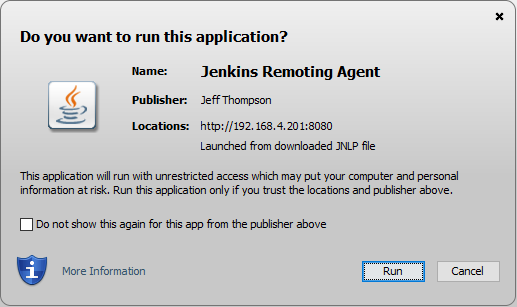 Do you want to run this application?
Name: Jenkins Remoting Agent
Publisher: Jeff Thompson
Locations: http://192.168.4.201:8080
Launched from downloaded JNLP file
This application will run with unrestricted access which may put your computer and personal
information at risk. Run this application only if you trust the locations and publisher above.
Do not show this again for this app from the publisher above
More Information
Run
Cancel